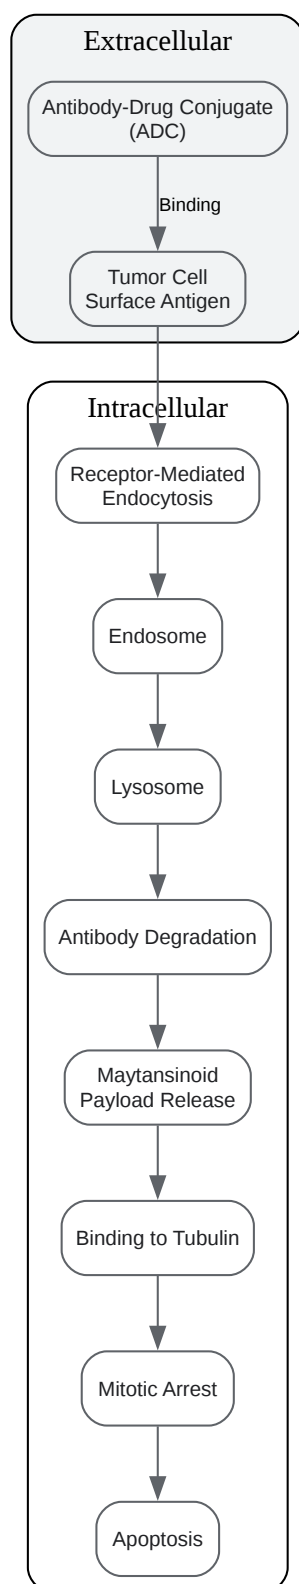 Extracellular
Antibody-Drug Conjugate
(ADC)
Binding
Tumor Cell
Surface Antigen
Intracellular
Receptor-Mediated
Endocytosis
Endosome
Lysosome
Antibody Degradation
Maytansinoid
Payload Release
Binding to Tubulin
Mitotic Arrest
Apoptosis